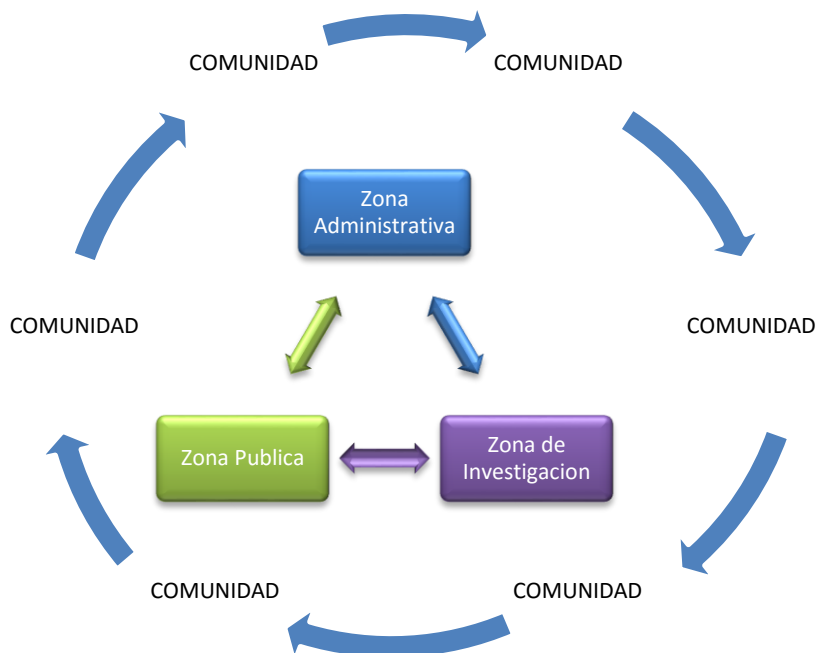 COMUNIDAD
COMUNIDAD
Zona
Administrativa
COMUNIDAD
COMUNIDAD
Zona Publica
Zona de
Investigacion
COMUNIDAD
COMUNIDAD